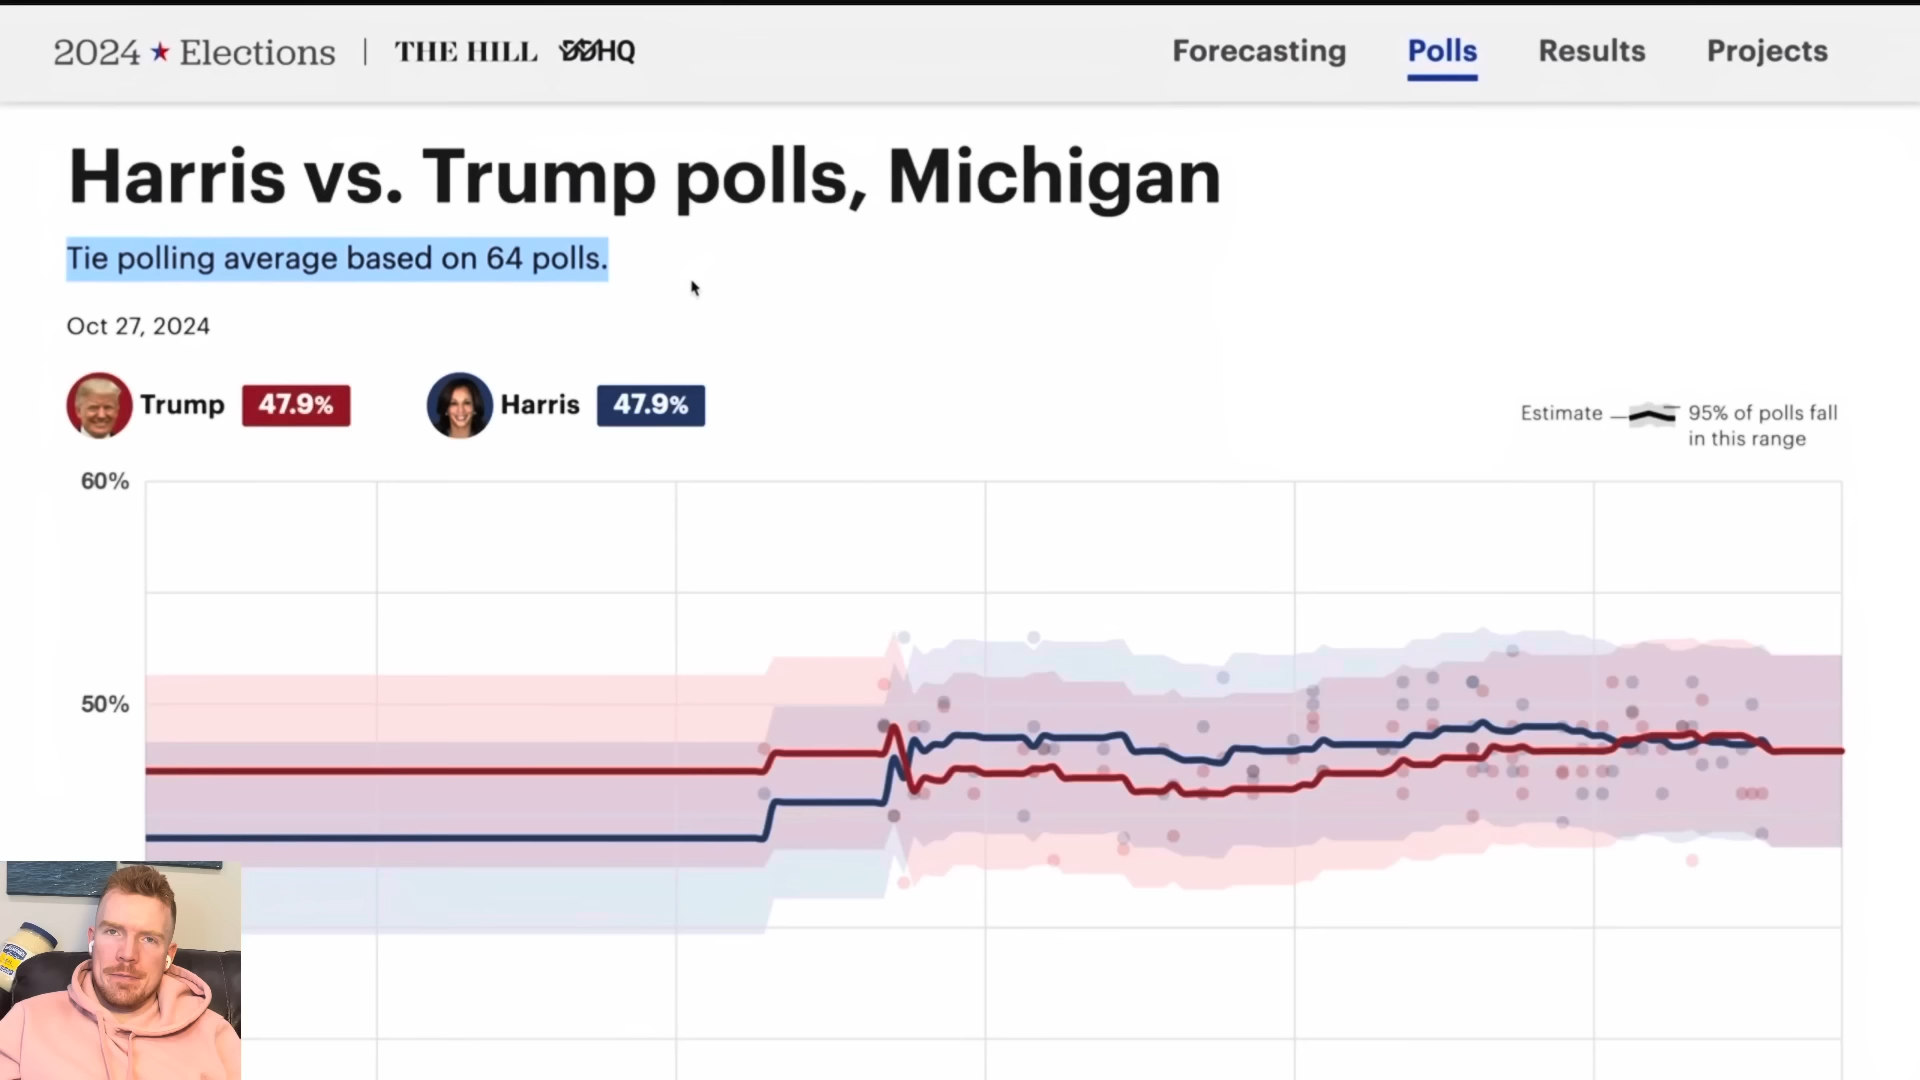 2024 ★ Elections | THE HILL DDHQ
Forecasting Polls Results Projects
Harris vs. Trump polls, Michigan
Tie polling average based on 64 polls.
Oct 27, 2024
Trump 47.9% Harris 47.9%
Estimate 95% of polls fall
in this range
60%
50%